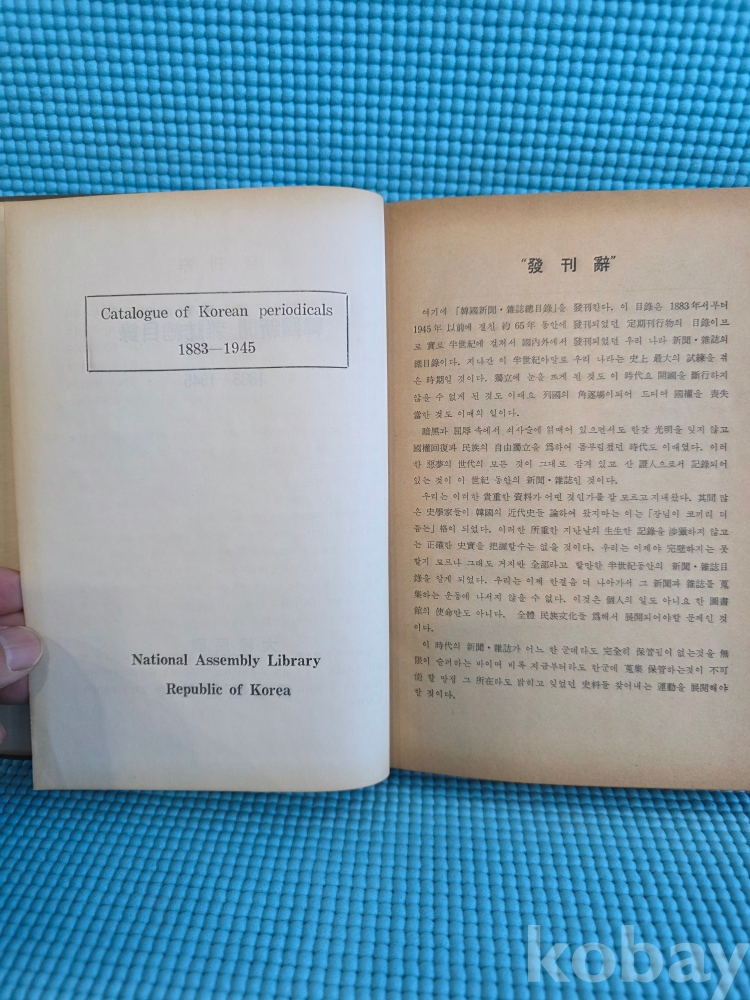 Catalogue of Korean periodicals
1883—1945
National Assembly Library
Republic of Korea
“發 刊 辭”
여기에 「韓國新聞·雜誌總目錄」을 發刊한다. 이 目錄은 1883年서부터
1945年 以前에 걸친 約 65年 동안에 發刊되었던 定期刊行物의 目錄이므
로 實로 半世紀에 걸쳐서 國內外에서 發刊되었던 우리 나라 新聞·雜誌의
總目錄이다. 지나간 이 半世紀야말로 우리 나라는 史上 最大의 試練을 겪
은 時期일 것이다. 獨立에 눈을 뜨게 된 것도 이 時代요 開國을 斷行하지
않을 수 없게 된 것도 이때요 列國의 角逐場이되어 드디어 國權을 喪失
當한 것도 이때의 일이다.
暗黑과 屈辱 속에서 쇠사슬에 얽매여 있으면서도 한갖 光明을 잊지 않고
國權回復과 民族의 自由獨立을 爲하여 몸부림쳤던 時代도 이때였다. 이러
한 惡夢의 世代의 모든 것이 그대로 잠겨 있고 산 證人으로서 記錄되어
있는 것이 이 世紀 동안의 新聞·雜誌일 것이다.
우리는 이러한 貴重한 資料가 어떤 것인가를 잘 모르고 지내왔다. 其間 많
은 史學家들이 韓國의 近代史를 論하여 왔지마는 이는 「장님이 코끼리 더
듬는」格이 되었다. 이러한 所重한 지난날의 生生한 記錄을 涉獵하지 않고
는 正確한 史實을 把握할수는 없을 것이다. 우리는 이제야 完璧하지는 못
할지 모르나 그대로 거지반 全部라고 할만한 半世紀동안의 新聞·雜誌目
錄을 알게 되었다. 우리는 이제 한걸음 더 나아가서 그 新聞과 雜誌를 蒐
集하는 운동에 나서지 않을 수 없다. 이것은 個人의 일도 아니요 한 圖書
館의 使命만도 아니다. 全體 民族文化를 爲해서 展開되어야할 문제인 것
이다.
이 時代의 新聞·雜誌가 어느 한 군데라도 完全히 保管됨이 없는것을 無
限이 슬퍼하는 바이며 비록 지금부터라도 한군데 蒐集 保管하는것이 不可
能 할 망정 그 所在라도 밝히고 잊었던 史料를 찾어내는 運動을 展開해야
할 것이다.
kobay